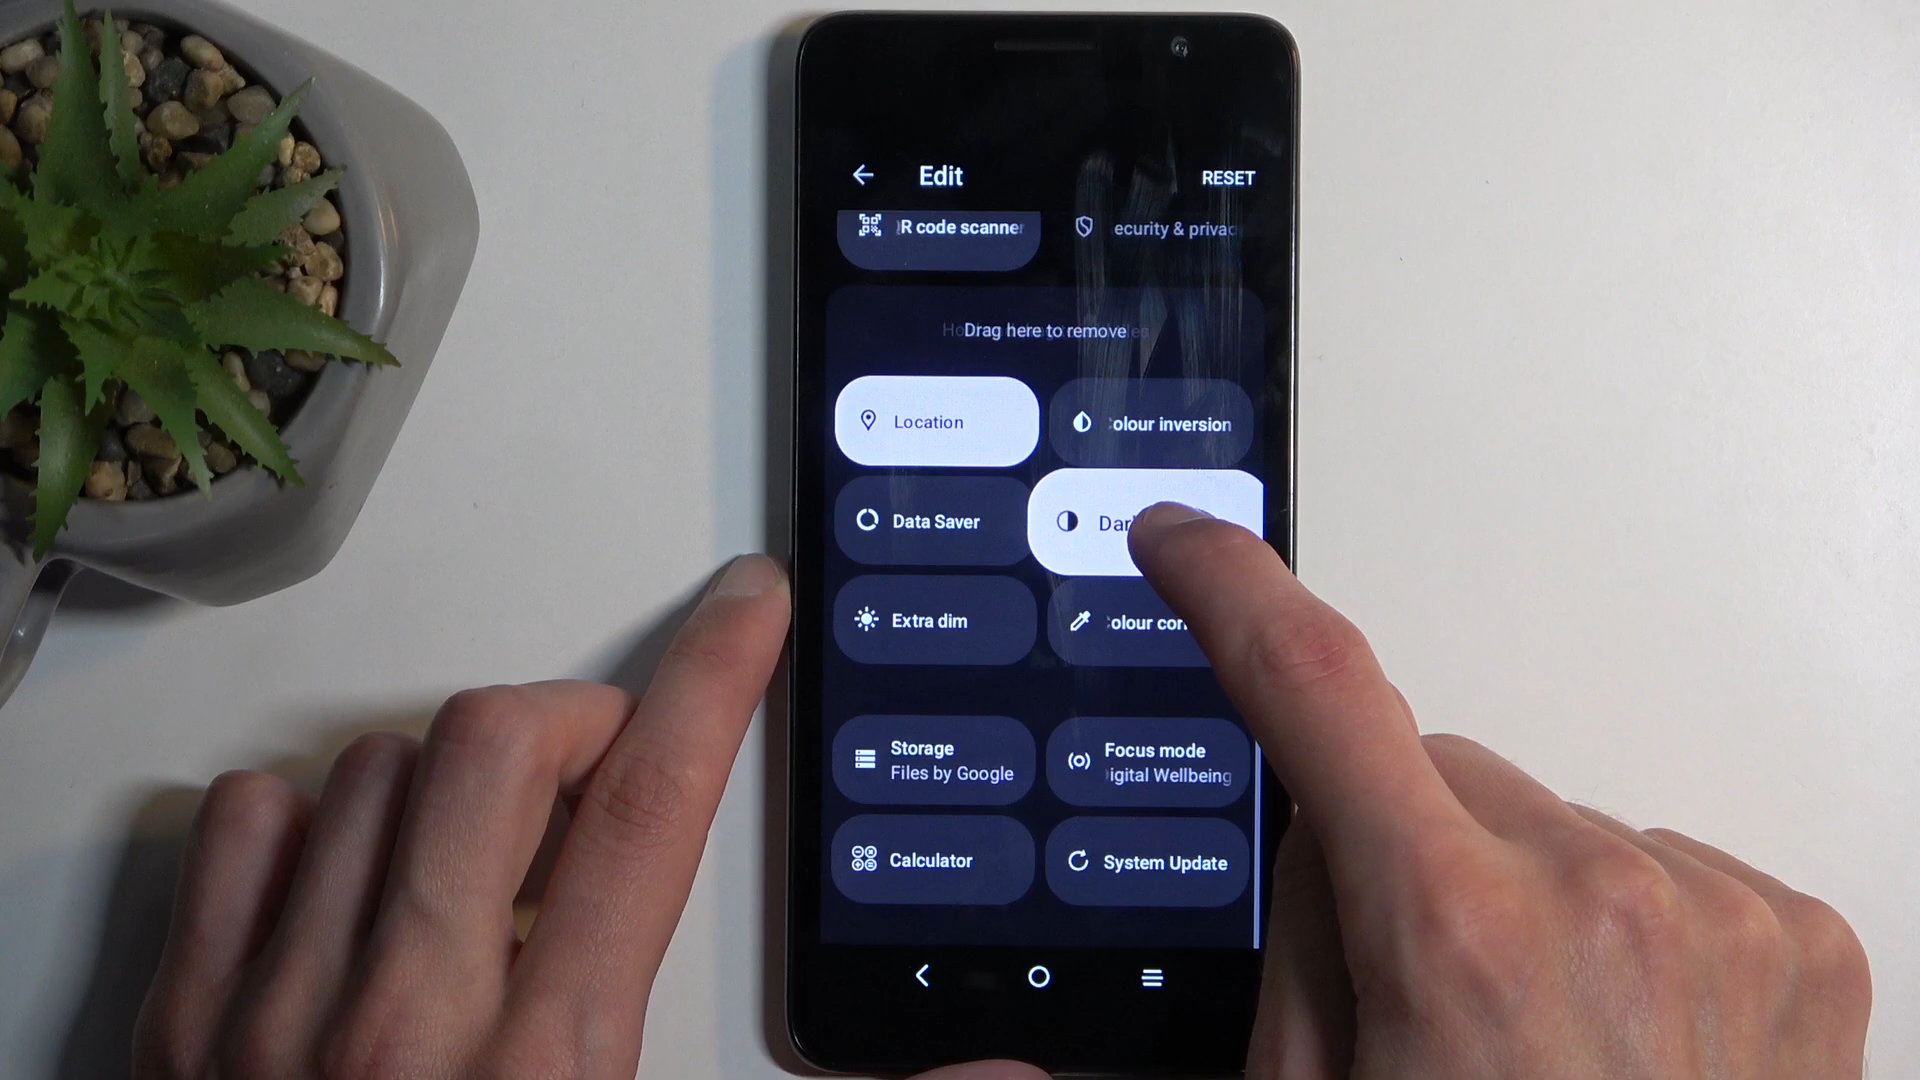 Edit
RESET
R code scanner
ecurity & privac
Drag here to remove
Location
olour inversion
Data Saver
Dar
Extra dim
olour corr
Storage
Files by Google
Focus mode
igital Wellbeing
Calculator
System Update